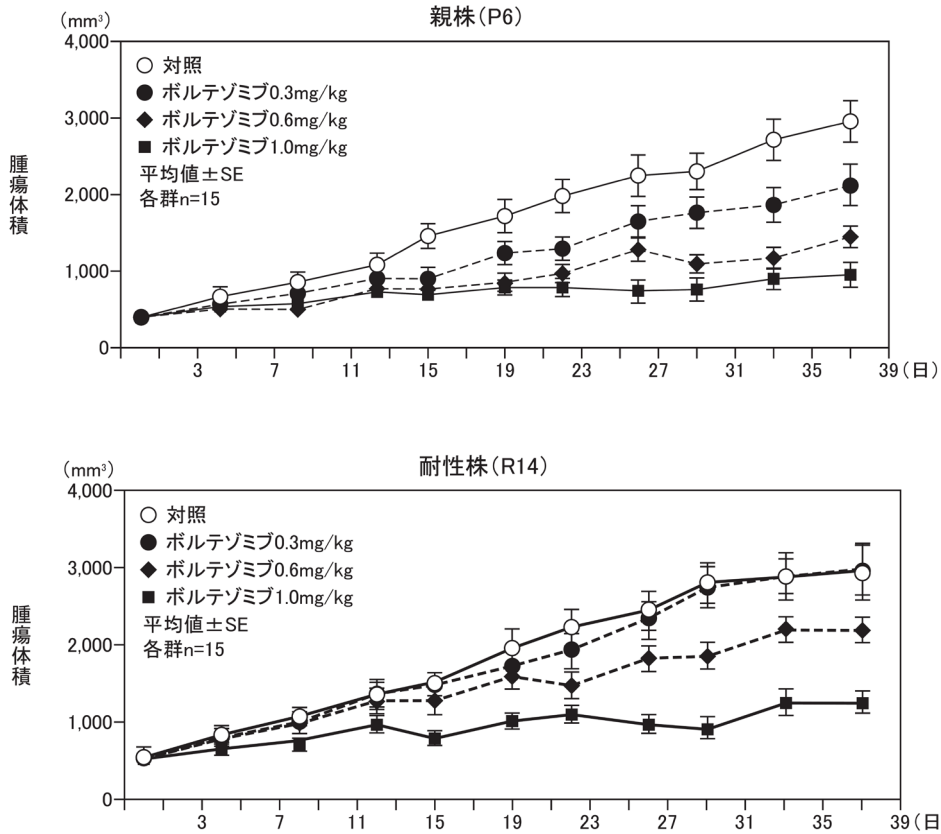 親株(P6)
(mm³)
4,000
3,000
2,000
1,000
0
腫瘍体積
対照
ボルテゾミブ0.3mg/kg
ボルテゾミブ0.6mg/kg
ボルテゾミブ1.0mg/kg
平均値±SE
各群n=15
3 7 11 15 19 23 27 31 35 39(日)
耐性株(R14)
(mm³)
4,000
3,000
2,000
1,000
0
腫瘍体積
対照
ボルテゾミブ0.3mg/kg
ボルテゾミブ0.6mg/kg
ボルテゾミブ1.0mg/kg
平均値±SE
各群n=15
3 7 11 15 19 23 27 31 35 39(日